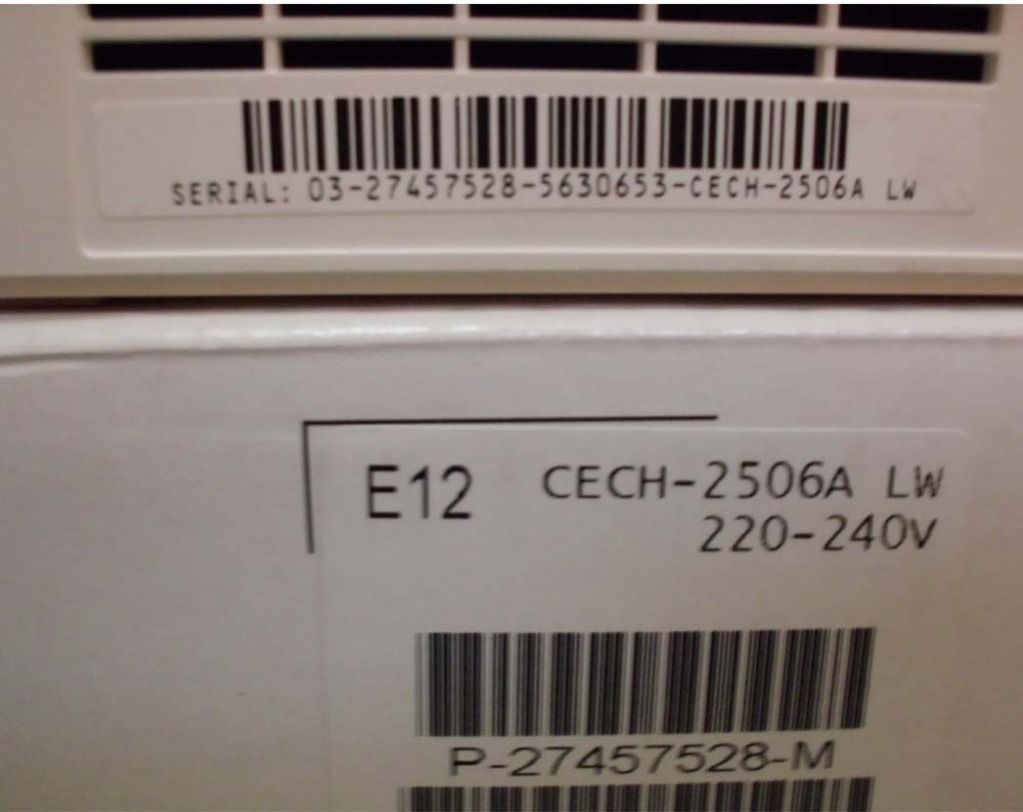 SERIAL: 03-27457528-5630653-CECH-2506A LW
E12 CECH-2506A LW
220-240V
P-27457528-M